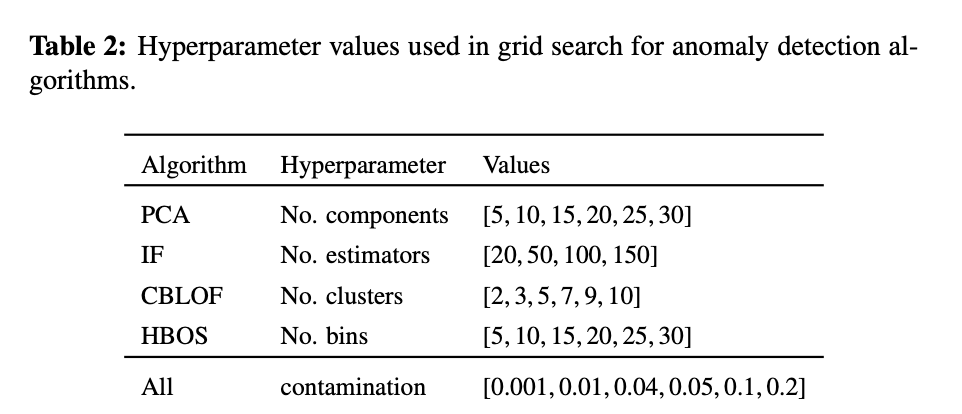 Table 2: Hyperparameter values used in grid search for anomaly detection al-
gorithms.
Algorithm Hyperparameter Values
PCA No. components [5, 10, 15, 20, 25, 30]
IF No. estimators [20, 50, 100, 150]
CBLOF No. clusters [2, 3, 5, 7, 9, 10]
HBOS No. bins [5, 10, 15, 20, 25, 30]
All contamination [0.001, 0.01, 0.04, 0.05, 0.1, 0.2]